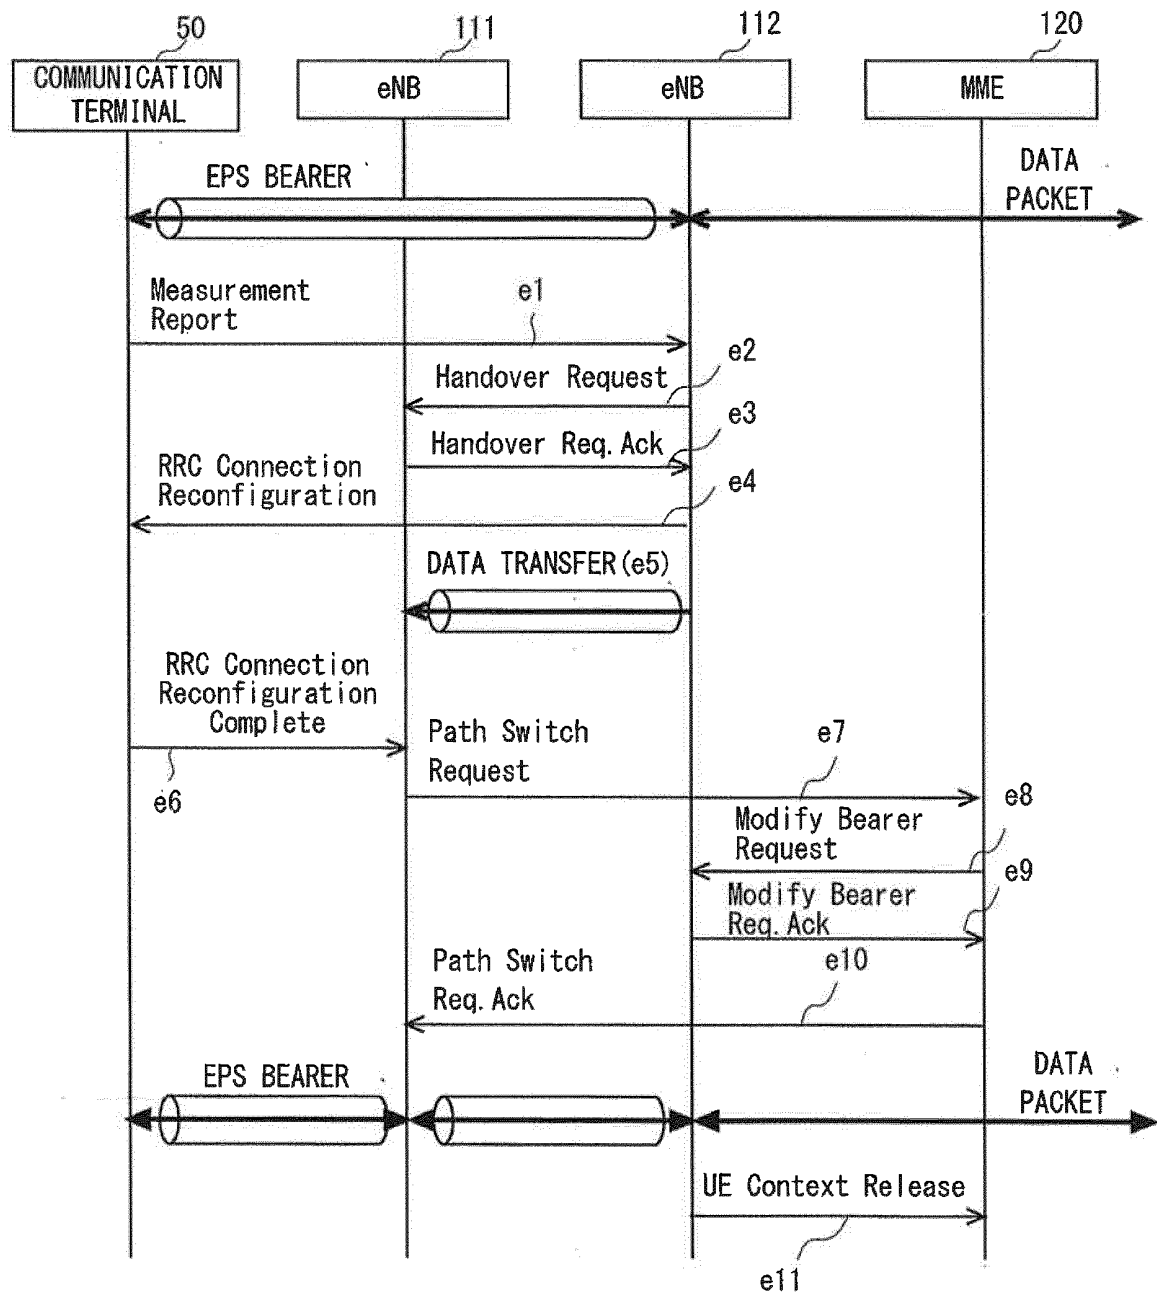 50
111
112
120
COMMUNICATION
TERMINAL
eNB
eNB
MME
EPS BEARER
DATA
PACKET
Measurement
Report
e1
e2
Handover Request
e3
Handover Req.Ack
RRC Connection
Reconfiguration
e4
DATA TRANSFER(e5)
RRC Connection
Reconfiguration
Complete
e6
Path Switch
Request
e7
e8
Modify Bearer
Request
e9
Modify Bearer
Req.Ack
e10
Path Switch
Req.Ack
EPS BEARER
DATA
PACKET
UE Context Release
e11